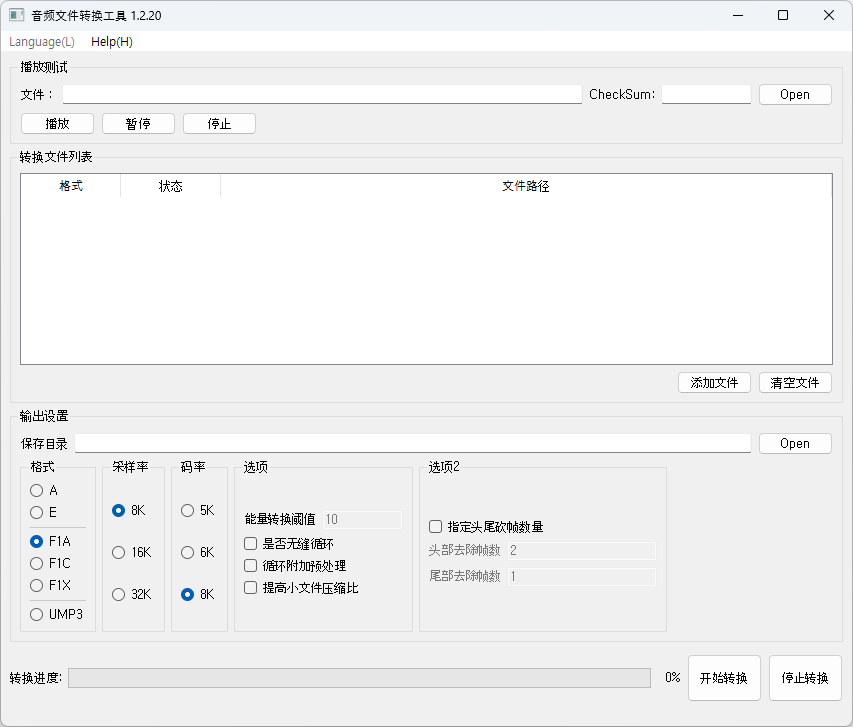 音频文件转换工具 1.2.20
Language(L) Help(H)
播放测试
文件： CheckSum: Open
播放 暂停 停止
转换文件列表
格式 状态 文件路径
添加文件 清空文件
输出设置
保存目录 Open
格式 采样率 码率 选项 选项2
A
E
F1A
F1C
F1X
UMP3
8K
16K
32K
5K
6K
8K
能量转换阈值 10
是否无缝循环
循环附加预处理
提高小文件压缩比
指定头尾砍帧数量
头部去除帧数 2
尾部去除帧数 1
转换进度: 0% 开始转换 停止转换